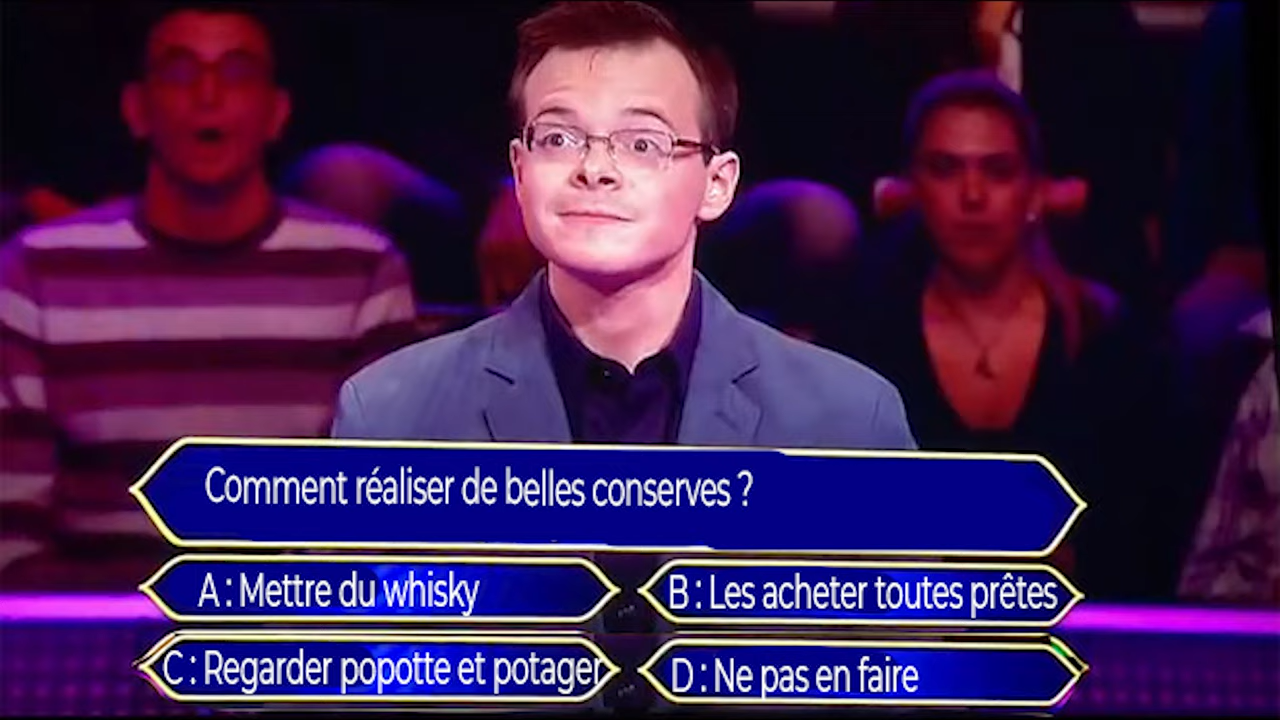 Comment réaliser de belles conserves ?
A : Mettre du whisky
B : Les acheter toutes prêtes
C : Regarder popotte et potager
D : Ne pas en faire